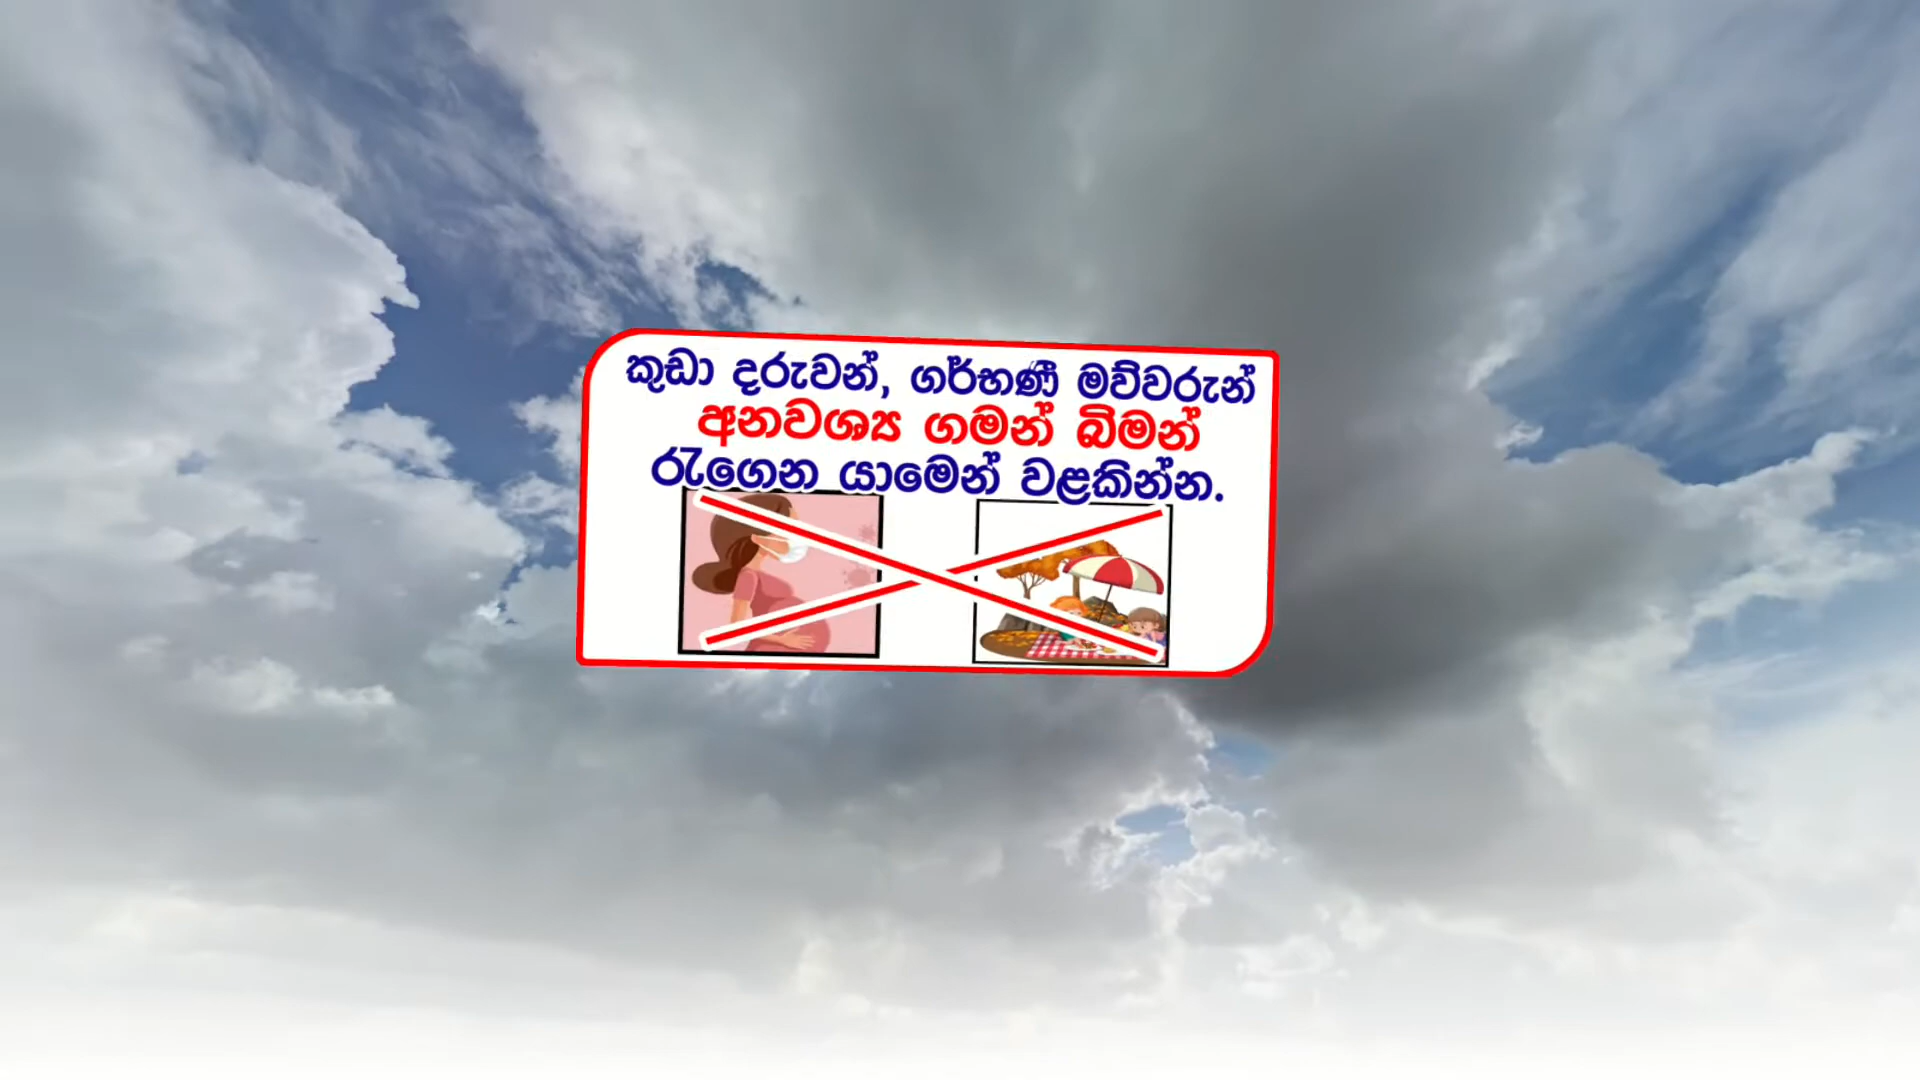 කුඩා දරුවන්, ගර්භණී මව්වරුන්
අනවශ්‍ය ගමන් බිමන්
රැගෙන යාමෙන් වළකින්න.